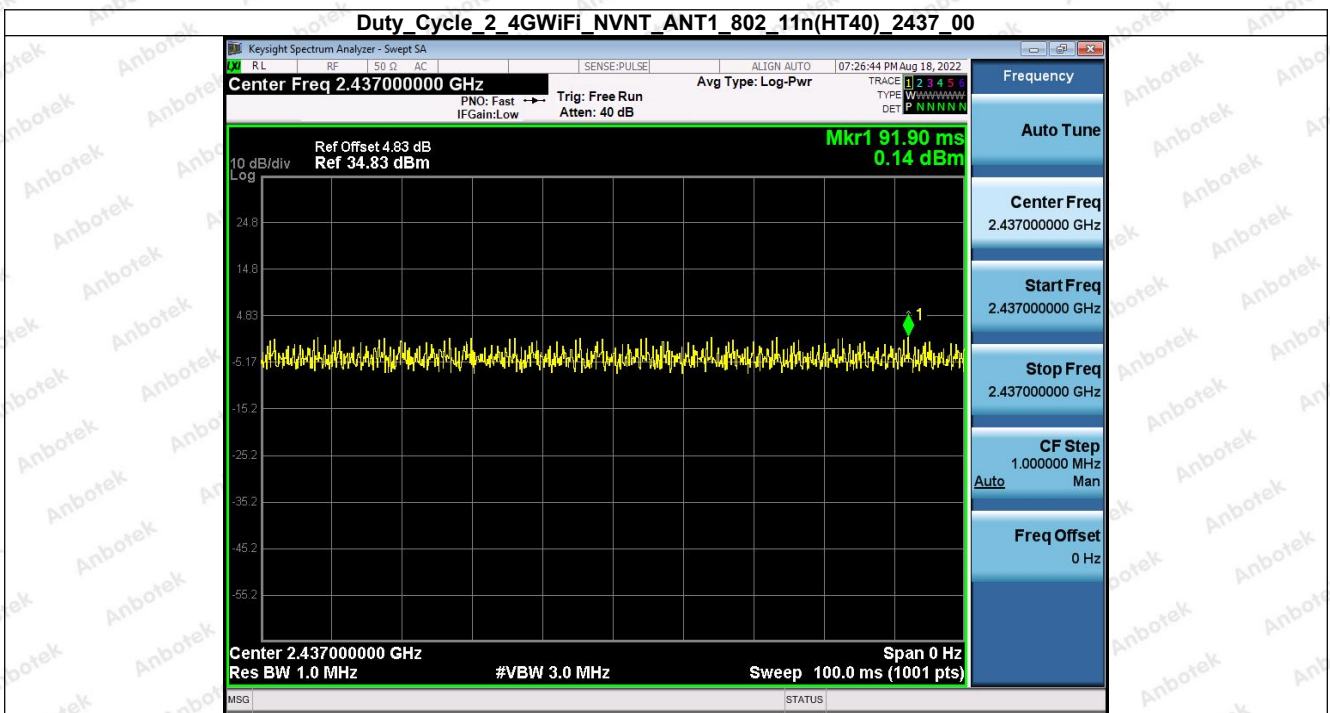 Duty_Cycle_2_4GWiFi_NVNT_ANT1_802_11n(HT40)_2437_00
Keysight Spectrum Analyzer - Swept SA
LXI RL RF 50 Ω AC SENSE:PULSE ALIGN AUTO 07:26:44 PM Aug 18, 2022
Center Freq 2.437000000 GHz
PNO: Fast
IFGain:Low
Trig: Free Run
Atten: 40 dB
Avg Type: Log-Pwr
TRACE 1 2 3 4 5 6
TYPE WWWWWW
DET P N N N N N
Mkr1 91.90 ms
0.14 dBm
Ref Offset 4.83 dB
10 dB/div Ref 34.83 dBm
Log
24.8
14.8
4.83
-5.17
-15.2
-25.2
-35.2
-45.2
-55.2
1
Center 2.437000000 GHz Span 0 Hz
Res BW 1.0 MHz #VBW 3.0 MHz Sweep 100.0 ms (1001 pts)
MSG STATUS
Frequency
Auto Tune
Center Freq
2.437000000 GHz
Start Freq
2.437000000 GHz
Stop Freq
2.437000000 GHz
CF Step
1.000000 MHz
Auto Man
Freq Offset
0 Hz
Anbotek